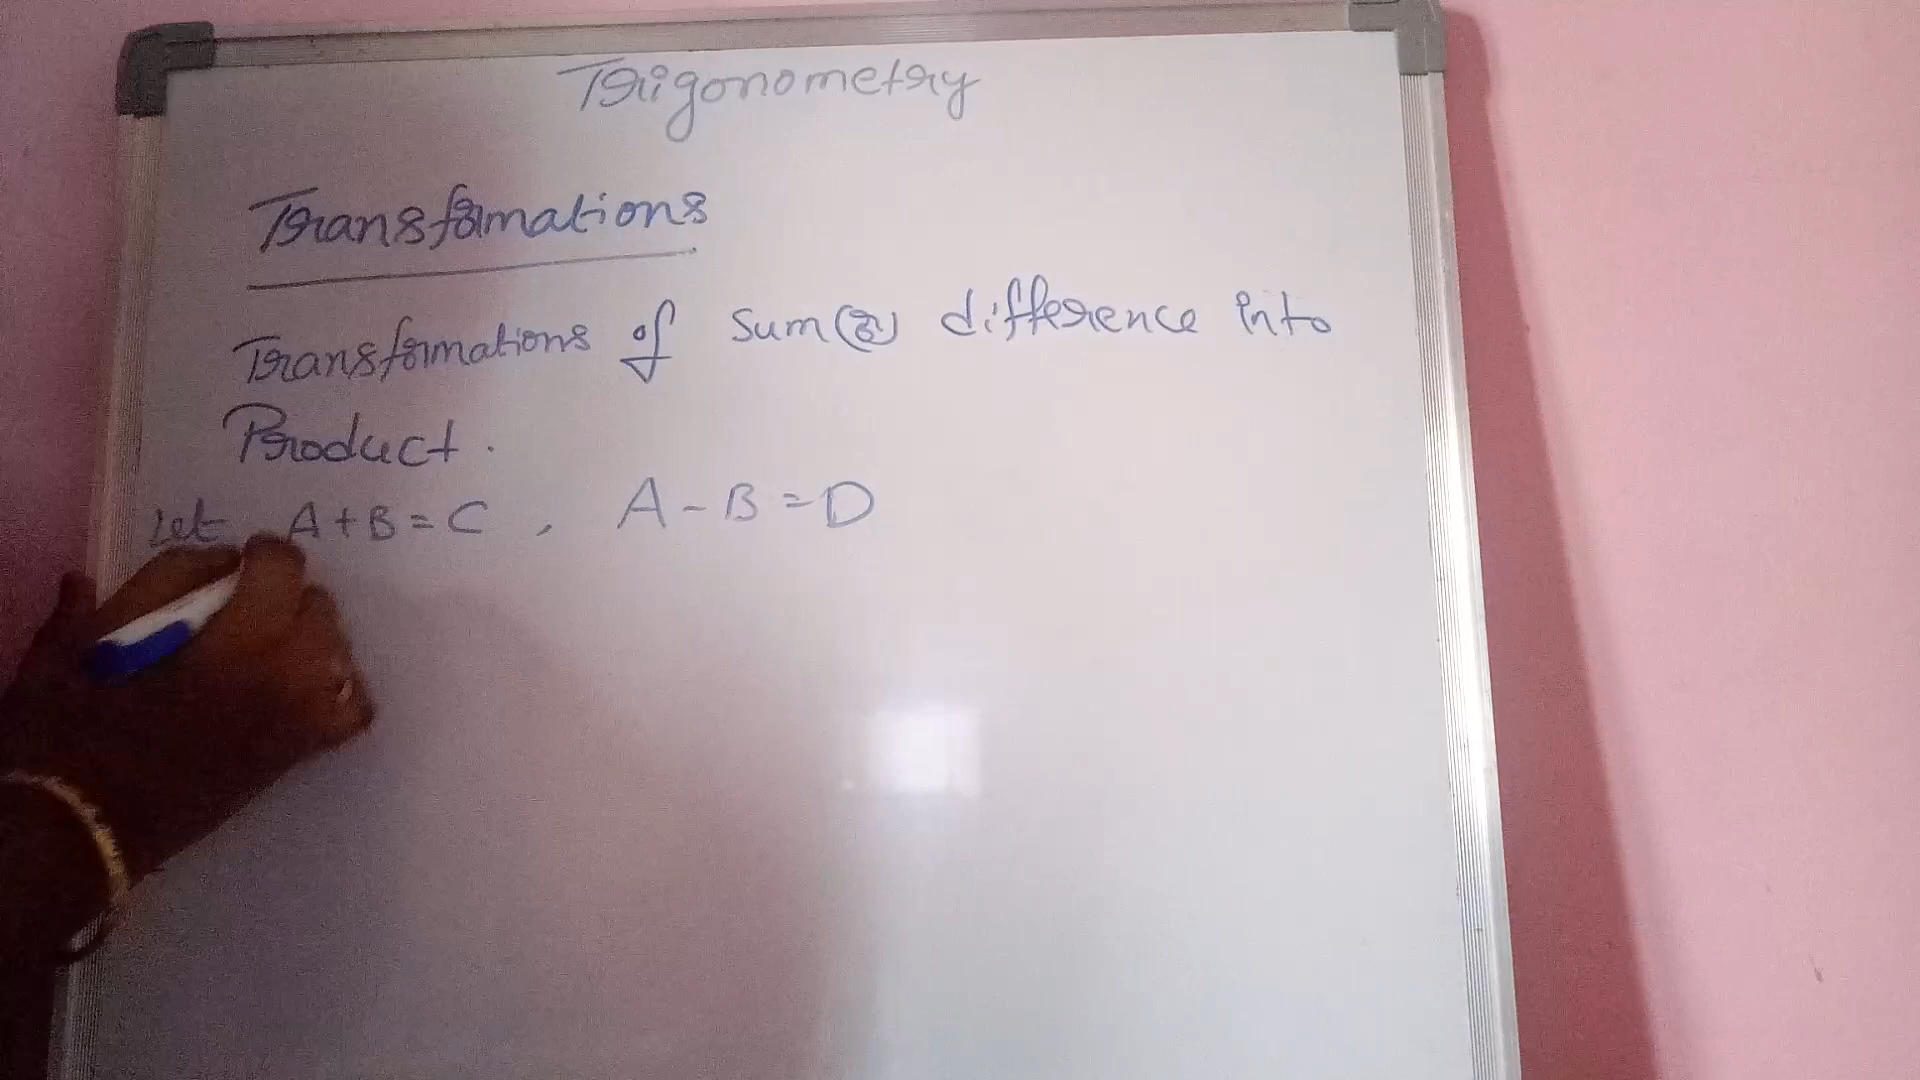 Trigonometry
Transformations
Transformations of Sum (or) difference into
Product.
Let A+B=C, A-B=D